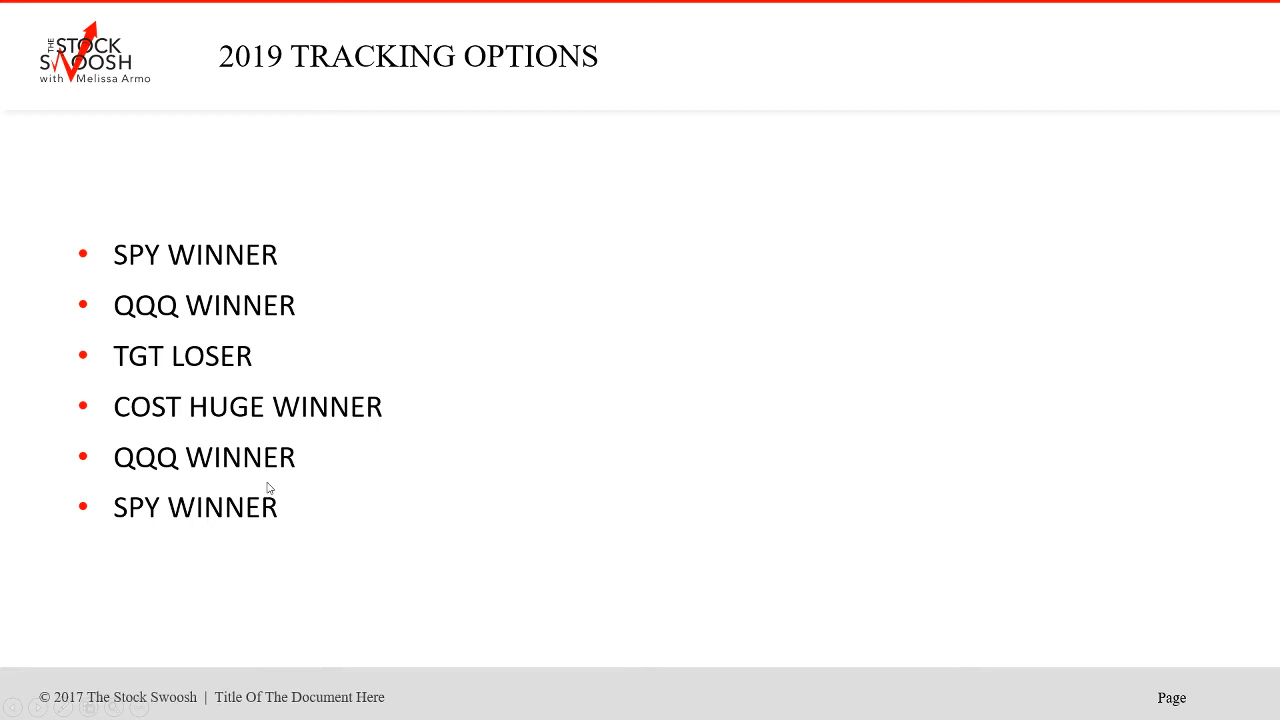 THE STOCK
SWOOSH
with Melissa Armo
2019 TRACKING OPTIONS
• SPY WINNER
• QQQ WINNER
• TGT LOSER
• COST HUGE WINNER
• QQQ WINNER
• SPY WINNER
© 2017 The Stock Swoosh | Title Of The Document Here
Page